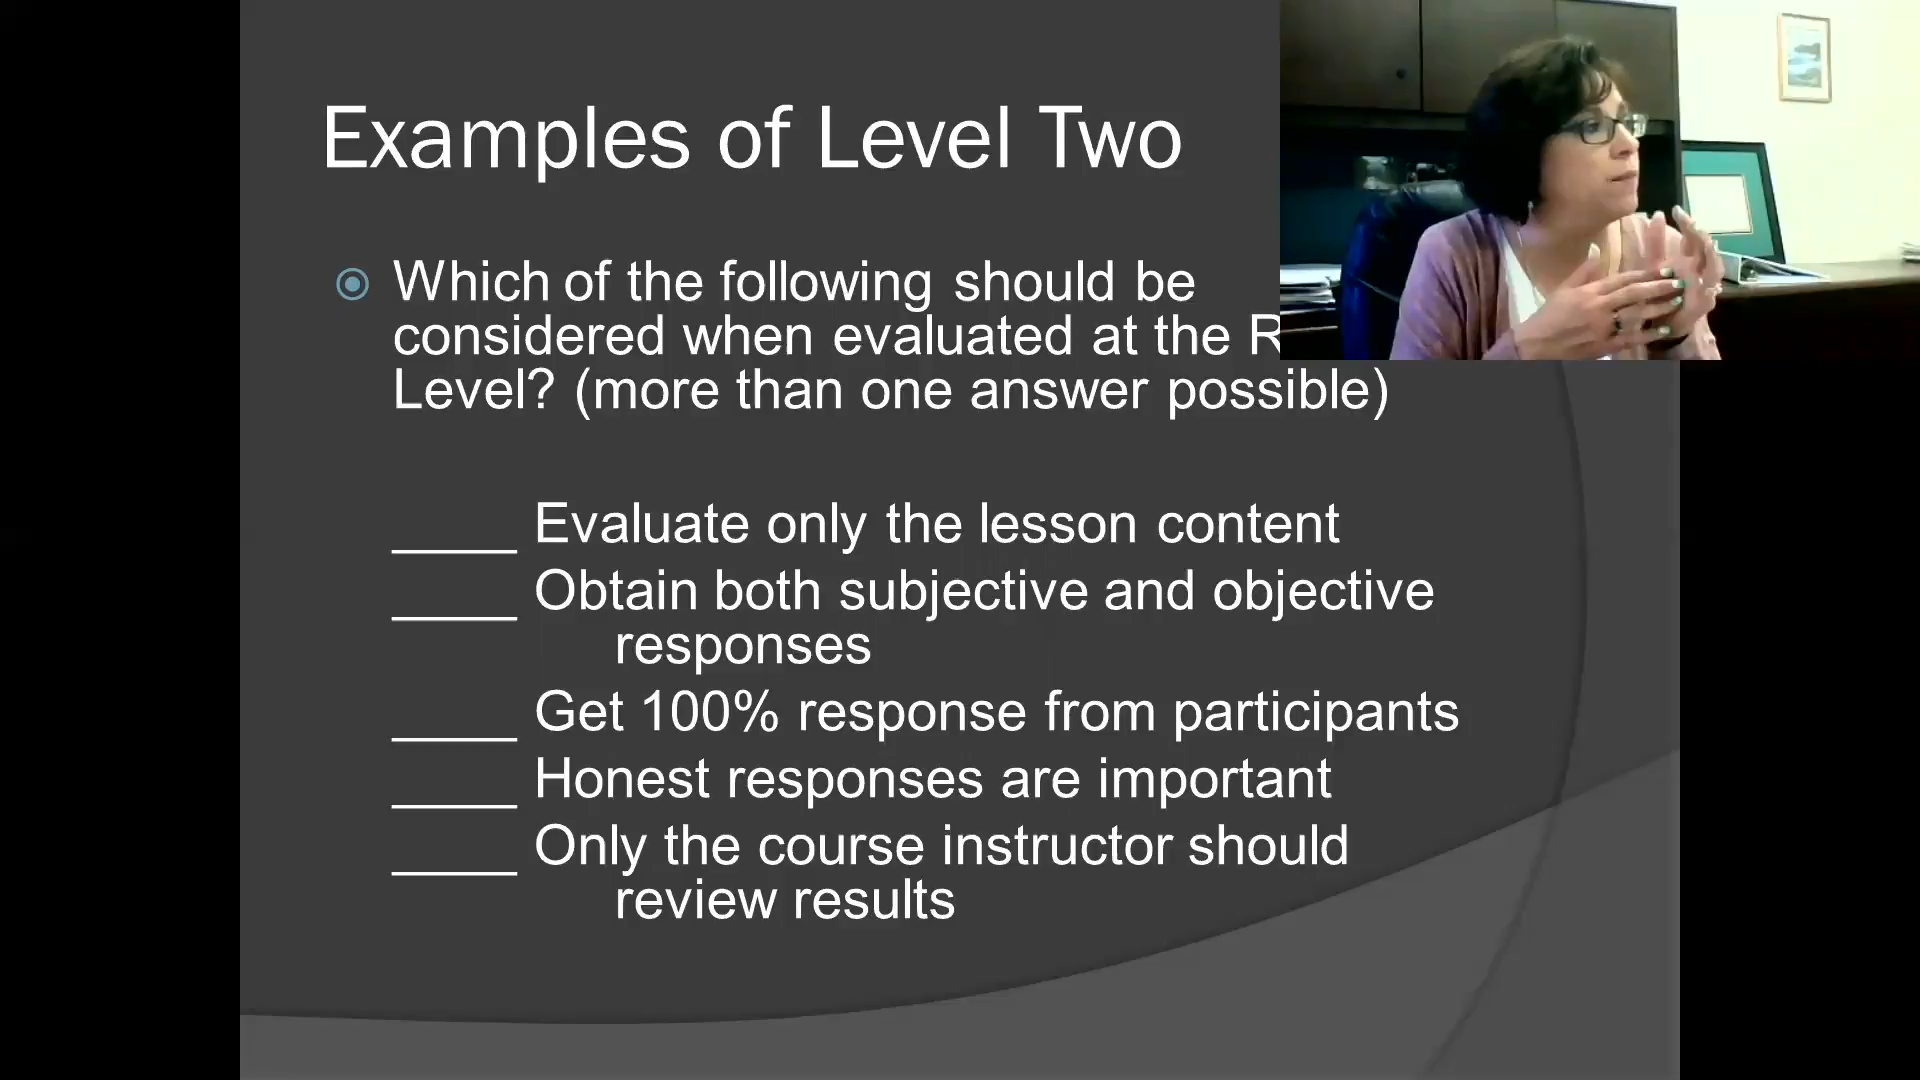 Examples of Level Two
Which of the following should be
considered when evaluated at the
Level? (more than one answer possible)
_____ Evaluate only the lesson content
_____ Obtain both subjective and objective
responses
_____ Get 100% response from participants
_____ Honest responses are important
_____ Only the course instructor should
review results